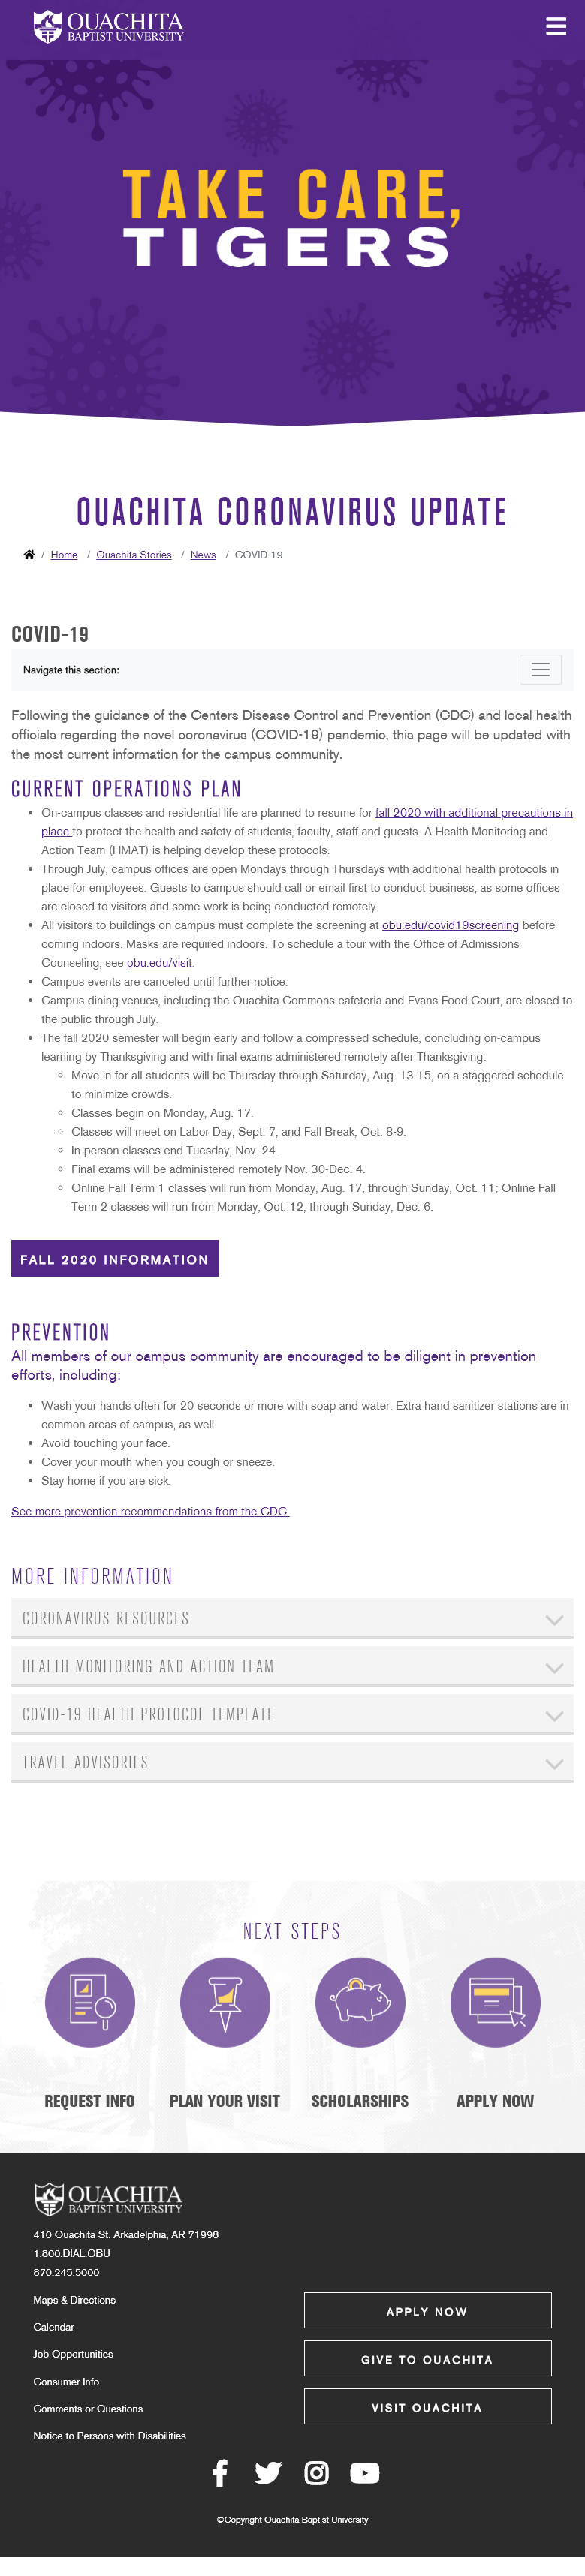 OUACHITA
BAPTIST UNIVERSITY
TAKE CARE,
TIGERS
OUACHITA CORONAVIRUS UPDATE
/ Home / Ouachita Stories / News / COVID-19
COVID-19
Navigate this section:
Following the guidance of the Centers Disease Control and Prevention (CDC) and local health
officials regarding the novel coronavirus (COVID-19) pandemic, this page will be updated with
the most current information for the campus community.
CURRENT OPERATIONS PLAN
• On-campus classes and residential life are planned to resume for fall 2020 with additional precautions in
place to protect the health and safety of students, faculty, staff and guests. A Health Monitoring and
Action Team (HMAT) is helping develop these protocols.
• Through July, campus offices are open Mondays through Thursdays with additional health protocols in
place for employees. Guests to campus should call or email first to conduct business, as some offices
are closed to visitors and some work is being conducted remotely.
• All visitors to buildings on campus must complete the screening at obu.edu/covid19screening before
coming indoors. Masks are required indoors. To schedule a tour with the Office of Admissions
Counseling, see obu.edu/visit.
• Campus events are canceled until further notice.
• Campus dining venues, including the Ouachita Commons cafeteria and Evans Food Court, are closed to
the public through July.
• The fall 2020 semester will begin early and follow a compressed schedule, concluding on-campus
learning by Thanksgiving and with final exams administered remotely after Thanksgiving:
◦ Move-in for all students will be Thursday through Saturday, Aug. 13-15, on a staggered schedule
to minimize crowds.
◦ Classes begin on Monday, Aug. 17.
◦ Classes will meet on Labor Day, Sept. 7, and Fall Break, Oct. 8-9.
◦ In-person classes end Tuesday, Nov. 24.
◦ Final exams will be administered remotely Nov. 30-Dec. 4.
◦ Online Fall Term 1 classes will run from Monday, Aug. 17, through Sunday, Oct. 11; Online Fall
Term 2 classes will run from Monday, Oct. 12, through Sunday, Dec. 6.
FALL 2020 INFORMATION
PREVENTION
All members of our campus community are encouraged to be diligent in prevention
efforts, including:
• Wash your hands often for 20 seconds or more with soap and water. Extra hand sanitizer stations are in
common areas of campus, as well.
• Avoid touching your face.
• Cover your mouth when you cough or sneeze.
• Stay home if you are sick.
See more prevention recommendations from the CDC.
MORE INFORMATION
CORONAVIRUS RESOURCES
HEALTH MONITORING AND ACTION TEAM
COVID-19 HEALTH PROTOCOL TEMPLATE
TRAVEL ADVISORIES
NEXT STEPS
REQUEST INFO PLAN YOUR VISIT SCHOLARSHIPS APPLY NOW
OUACHITA
BAPTIST UNIVERSITY
410 Ouachita St. Arkadelphia, AR 71998
1.800.DIAL.OBU
870.245.5000
Maps & Directions
Calendar
Job Opportunities
Consumer Info
Comments or Questions
Notice to Persons with Disabilities
APPLY NOW
GIVE TO OUACHITA
VISIT OUACHITA
©Copyright Ouachita Baptist University